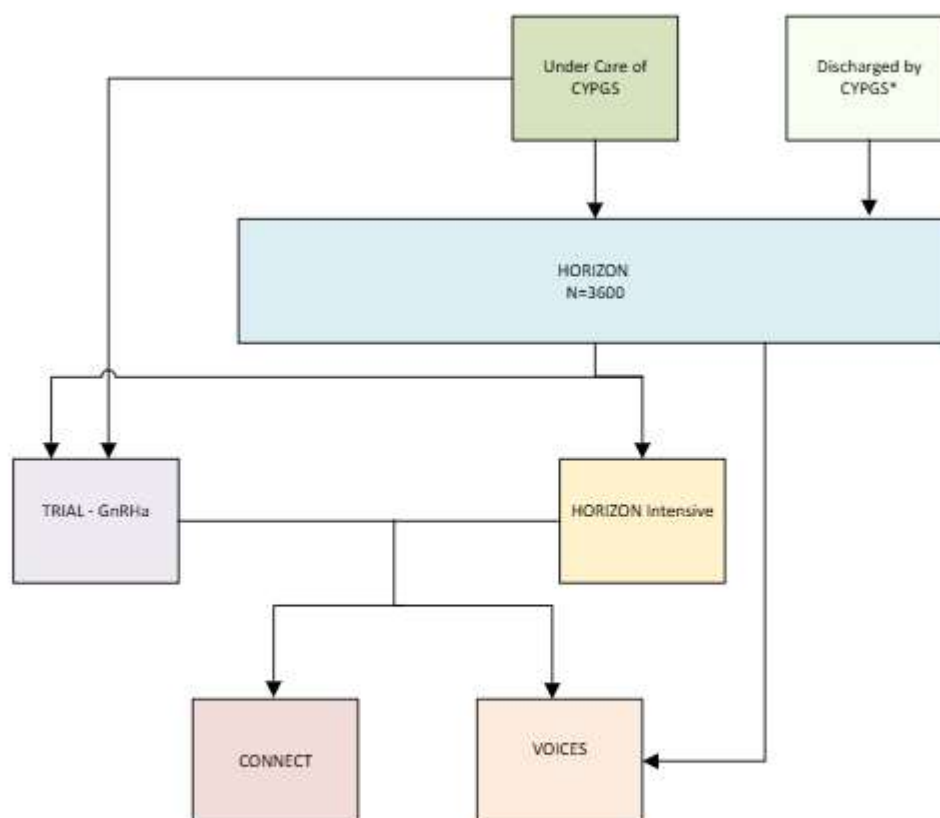 Under Care of
CYPGS
Discharged by
CYPGS*
HORIZON
N=3600
TRIAL - GnRHa
HORIZON Intensive
CONNECT
VOICES